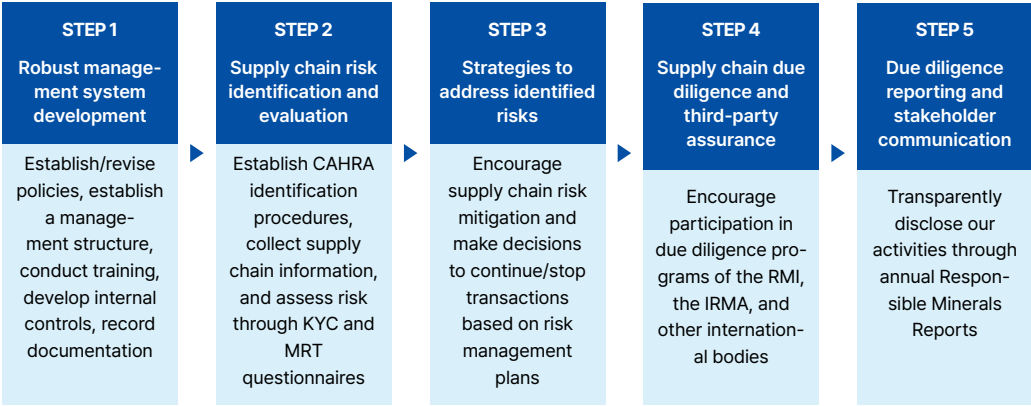 STEP 1
Robust manage-
ment system
development
Establish/revise
policies, establish
a manage-
ment structure,
conduct training,
develop internal
controls, record
documentation
STEP 2
Supply chain risk
identification and
evaluation
Establish CAHRA
identification
procedures,
collect supply
chain information,
and assess risk
through KYC and
MRT
questionnaires
STEP 3
Strategies to
address identified
risks
Encourage
supply chain risk
mitigation and
make decisions
to continue/stop
transactions
based on risk
management
plans
STEP 4
Supply chain due
diligence and
third-party
assurance
Encourage
participation in
due diligence pro-
grams of the RMI,
the IRMA, and
other internation-
al bodies
STEP 5
Due diligence
reporting and
stakeholder
communication
Transparently
disclose our
activities through
annual Respon-
sible Minerals
Reports